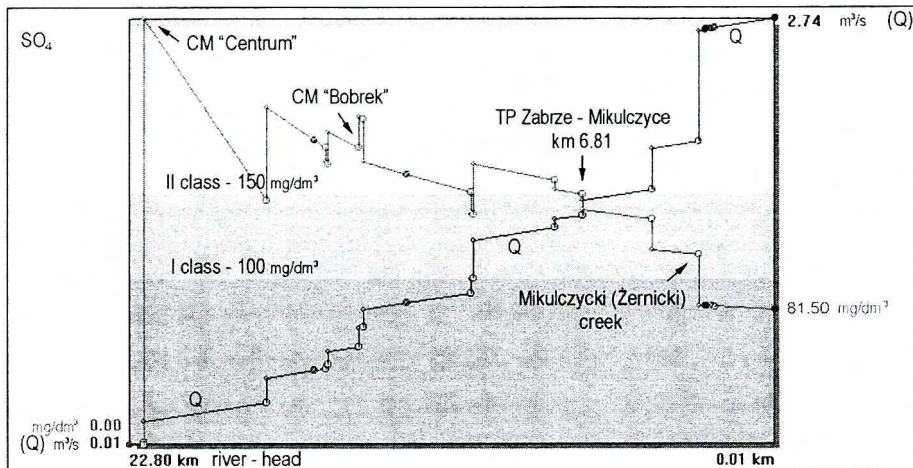 SO₄
CM "Centrum"
CM "Bobrek"
2.74 m³/s (Q)
Q
TP Zabrze - Mikulczyce
km 6.81
II class - 150 mg/dm³
Q
I class - 100 mg/dm³
Mikulczycki (Żernicki)
creek
81.50 mg/dm³
Q
mg/dm³ 0.00
(Q) m³/s 0.01
22.80 km river - head 0.01 km